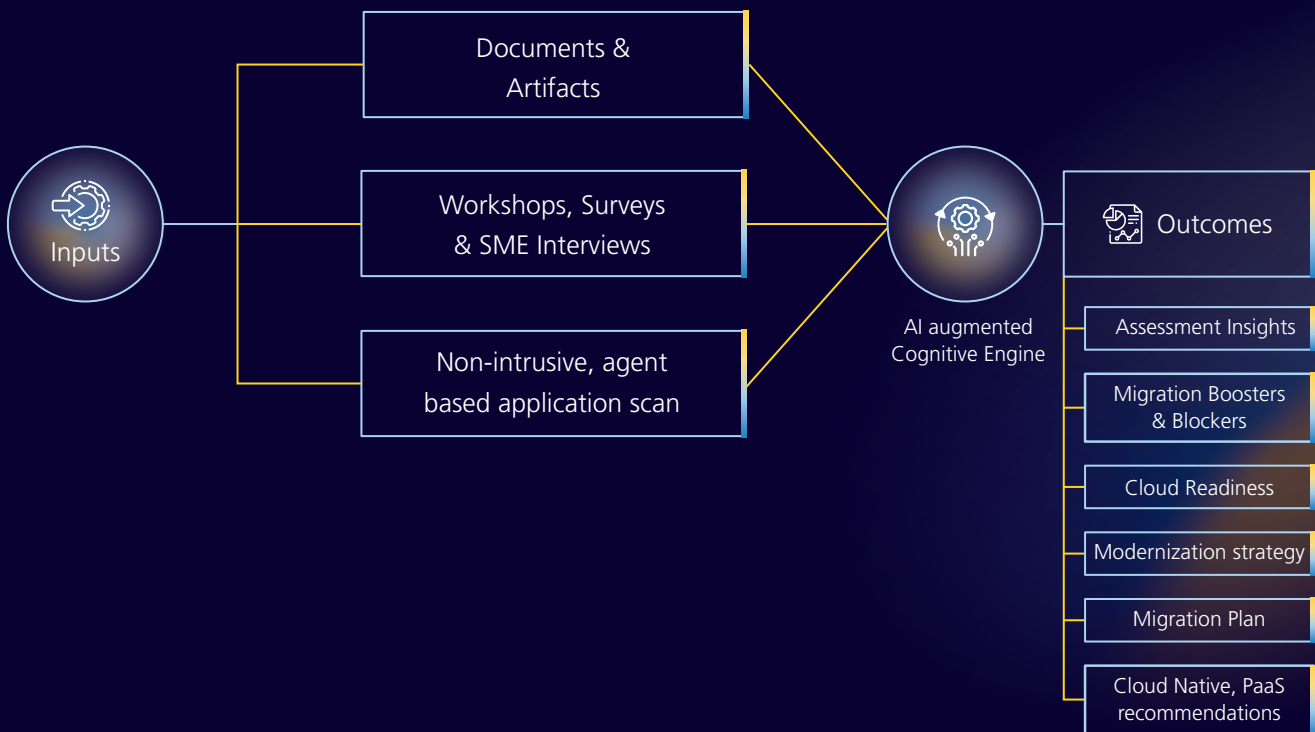 Inputs
Documents &
Artifacts
Workshops, Surveys
& SME Interviews
Non-intrusive, agent
based application scan
AI augmented
Cognitive Engine
Outcomes
Assessment Insights
Migration Boosters
& Blockers
Cloud Readiness
Modernization strategy
Migration Plan
Cloud Native, PaaS
recommendations